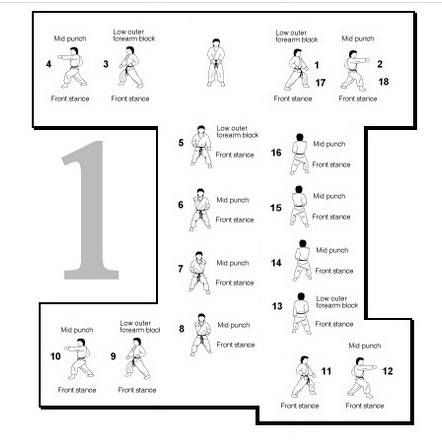 Mid punch
4
Front stance
Low outer
forearm block
3
Front stance
Low outer
forearm block
1
17
Front stance
Mid punch
2
18
Front stance
1
5
Low outer
forearm block
Front stance
6
Mid punch
Front stance
7
Mid punch
Front stance
8
Mid punch
Front stance
16
Mid punch
Front stance
15
Mid punch
Front stance
14
Mid punch
Front stance
13
Low outer
forearm block
Front stance
Mid punch
10
Front stance
Low outer
forearm bloc
9
Front stance
11
Front stance
Mid punch
12
Front stance